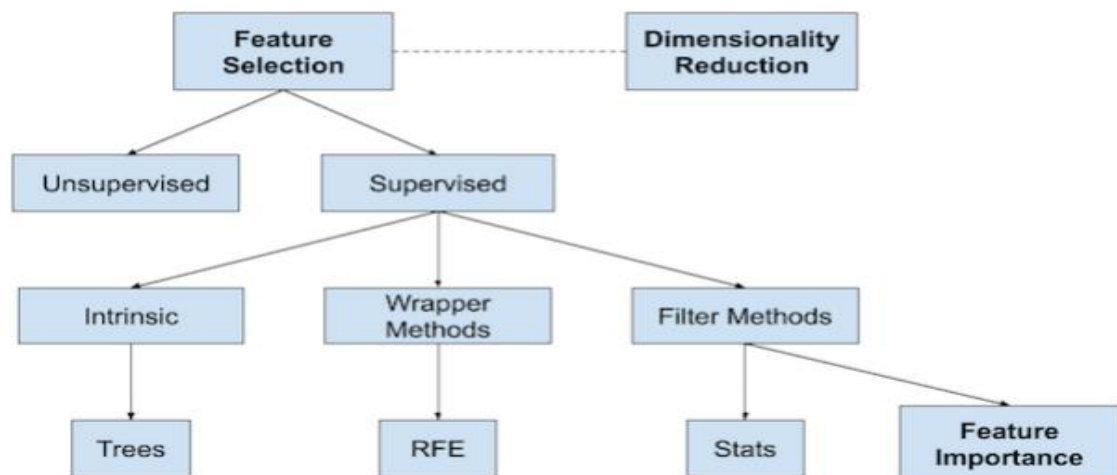 Feature
Selection
Dimensionality
Reduction
Unsupervised
Supervised
Intrinsic
Wrapper
Methods
Filter Methods
Trees
RFE
Stats
Feature
Importance